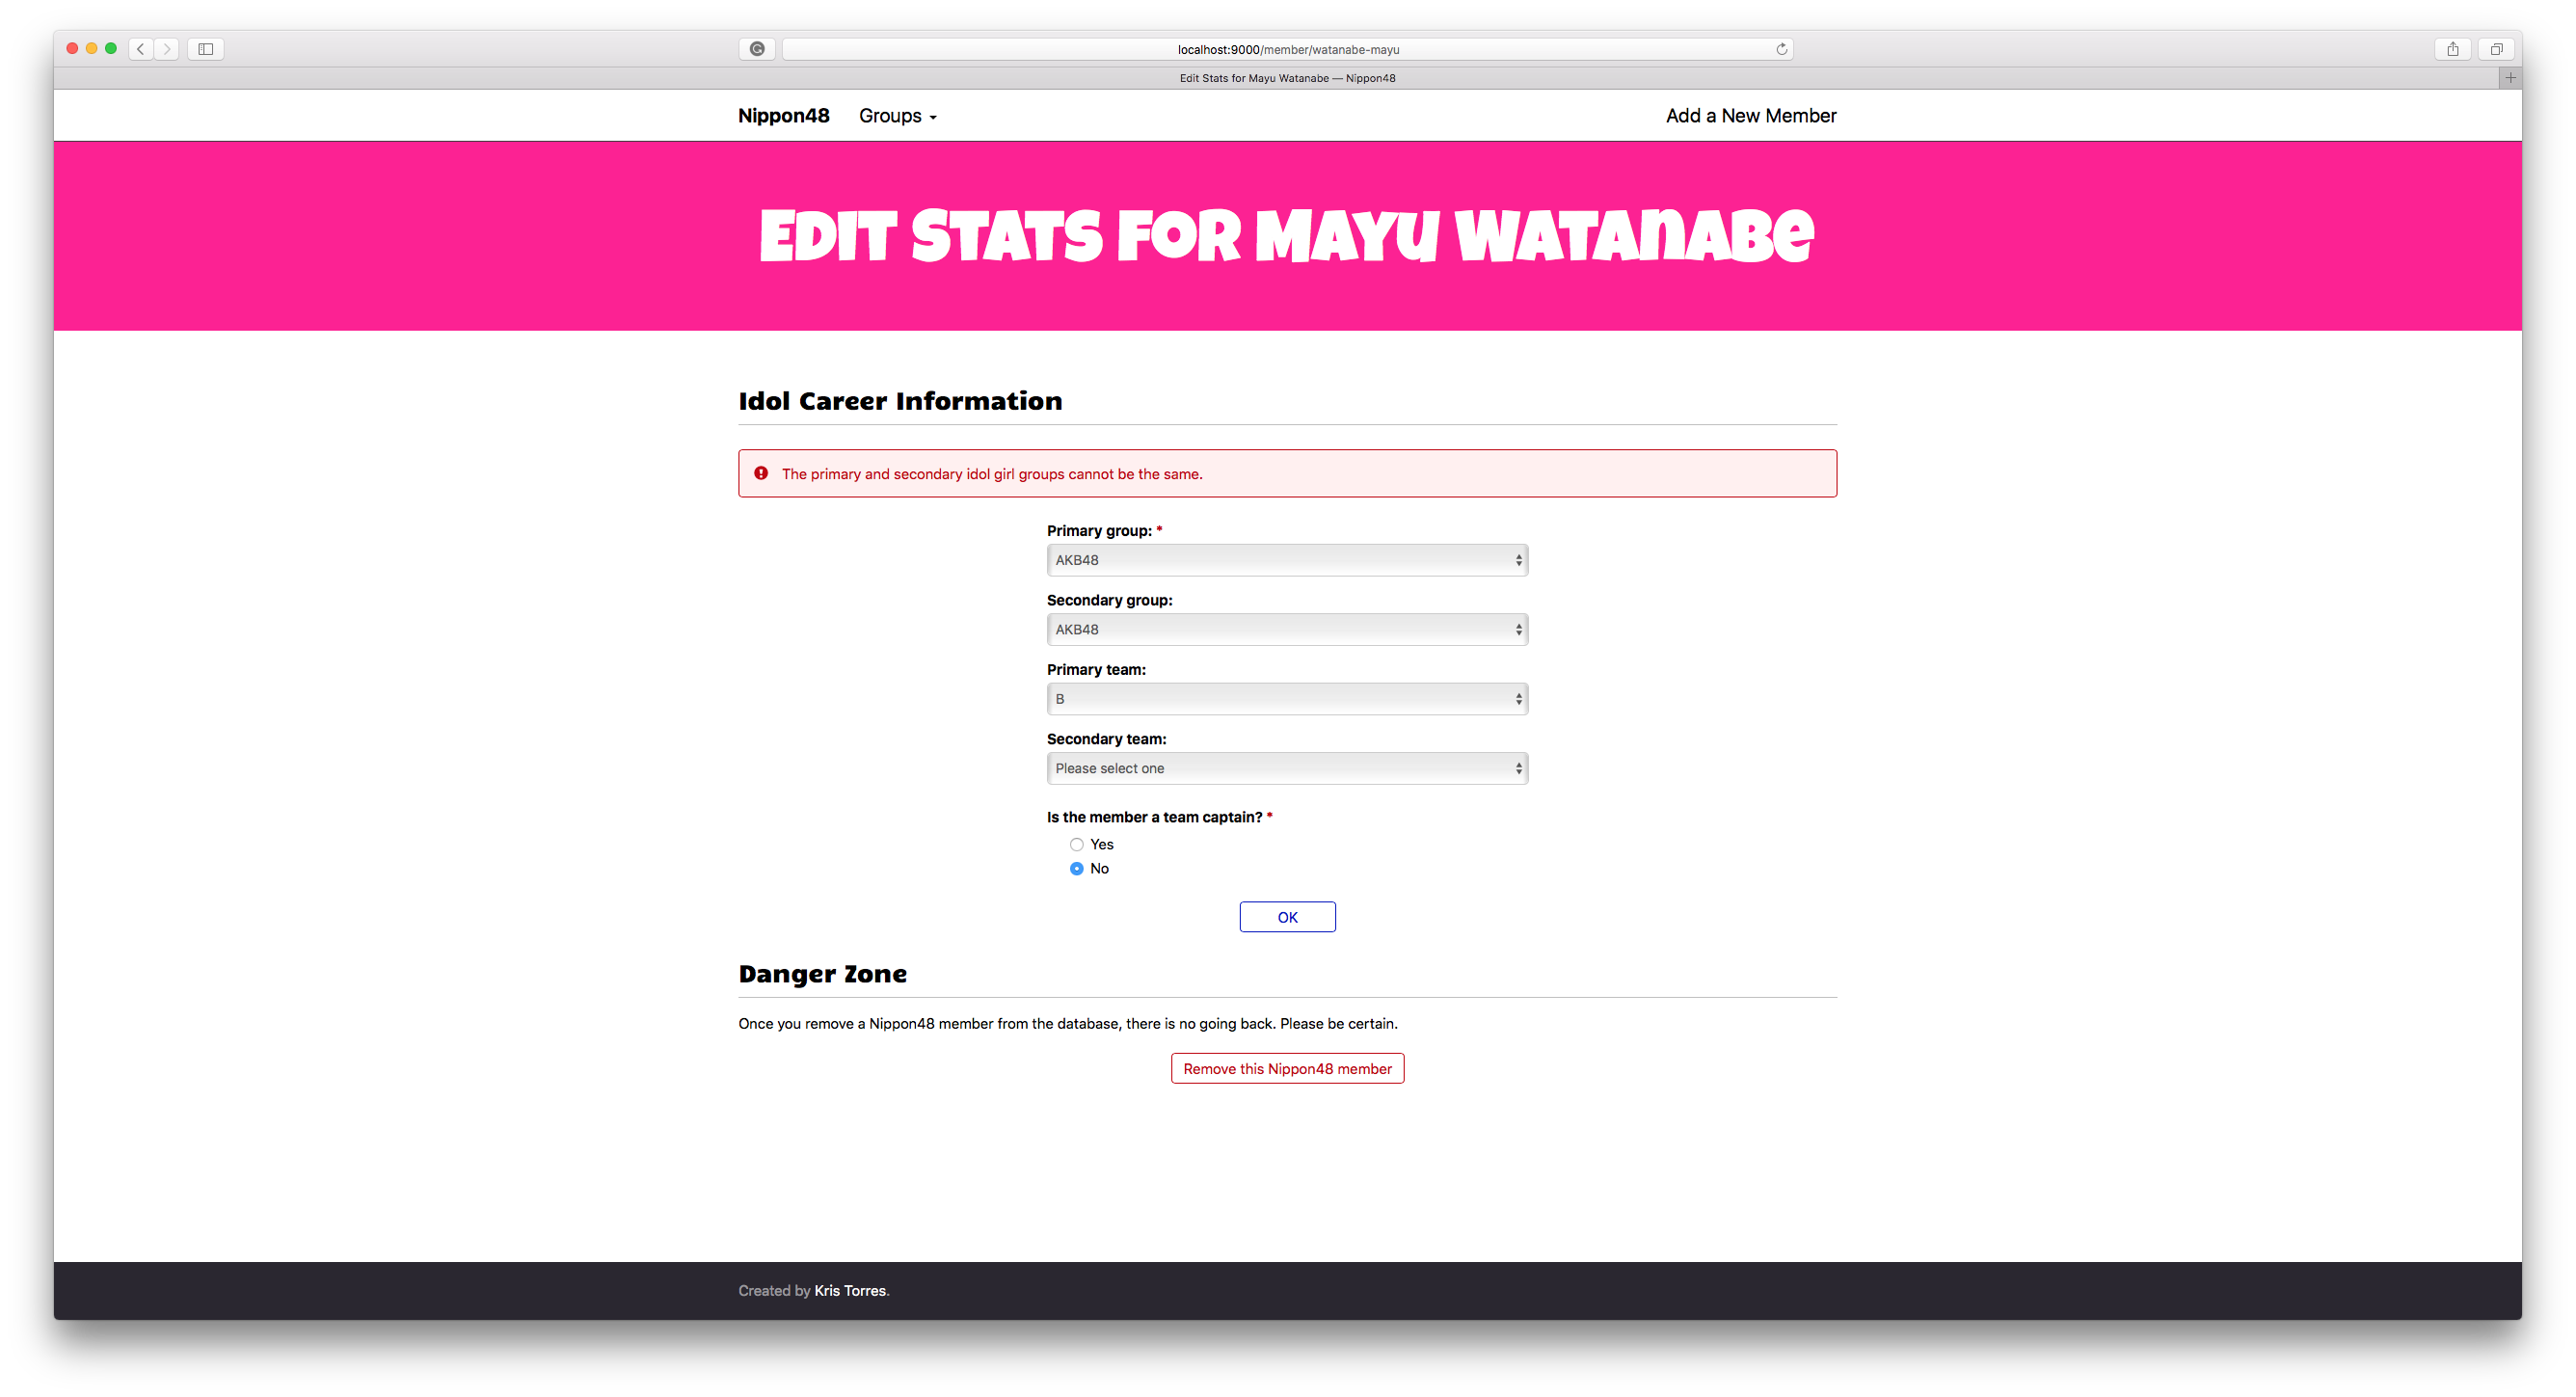 localhost:9000/member/watanabe-mayu
Edit Stats for Mayu Watanabe — Nippon48
Nippon48 Groups Add a New Member
Edit Stats for Mayu Watanabe
Idol Career Information
The primary and secondary idol girl groups cannot be the same.
Primary group: *
AKB48
Secondary group:
AKB48
Primary team:
B
Secondary team:
Please select one
Is the member a team captain? *
Yes
No
OK
Danger Zone
Once you remove a Nippon48 member from the database, there is no going back. Please be certain.
Remove this Nippon48 member
Created by Kris Torres.